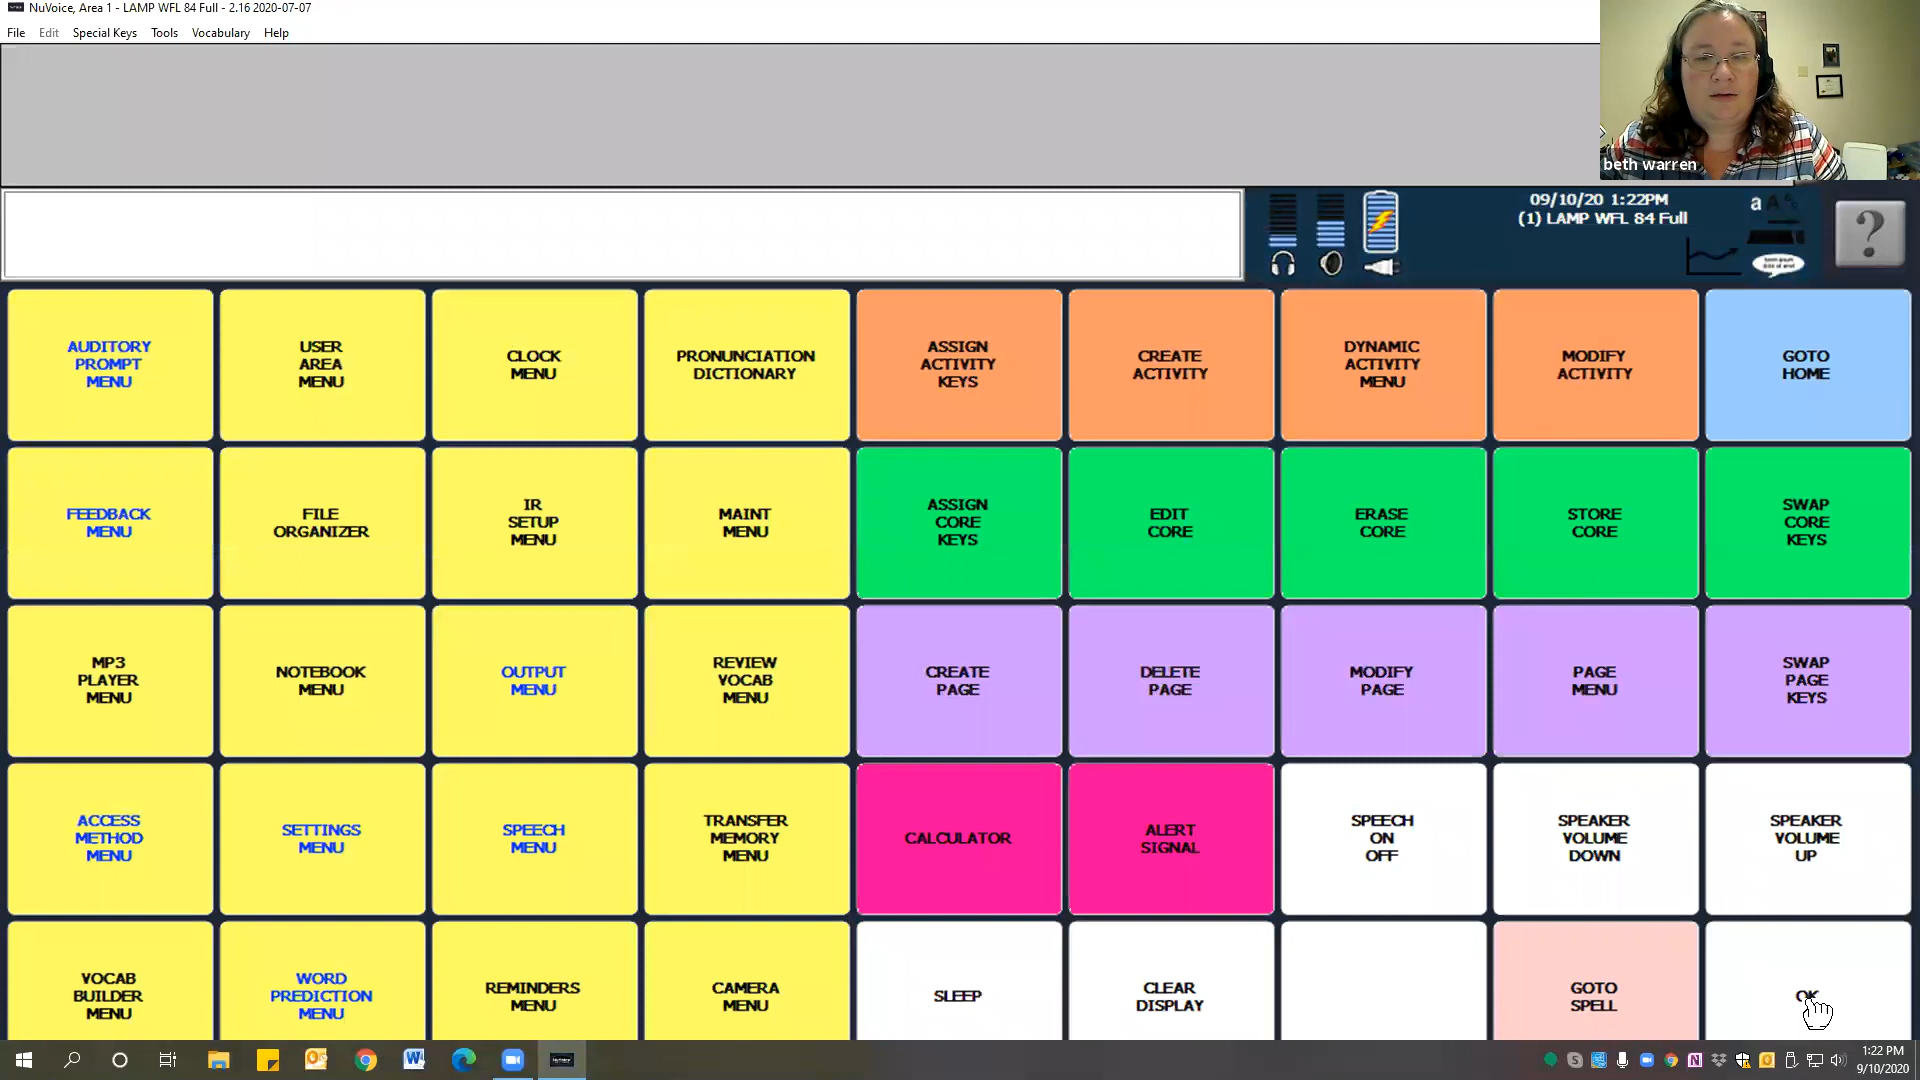 NuVoice, Area 1 - LAMP WFL 84 Full - 2.16 2020-07-07
File Edit Special Keys Tools Vocabulary Help
beth warren
09/10/20 1:22PM
(1) LAMP WFL 84 Full
a
?
AUDITORY
PROMPT
MENU
USER
AREA
MENU
CLOCK
MENU
PRONUNCIATION
DICTIONARY
ASSIGN
ACTIVITY
KEYS
CREATE
ACTIVITY
DYNAMIC
ACTIVITY
MENU
MODIFY
ACTIVITY
GOTO
HOME
FEEDBACK
MENU
FILE
ORGANIZER
IR
SETUP
MENU
MAINT
MENU
ASSIGN
CORE
KEYS
EDIT
CORE
ERASE
CORE
STORE
CORE
SWAP
CORE
KEYS
MP3
PLAYER
MENU
NOTEBOOK
MENU
OUTPUT
MENU
REVIEW
VOCAB
MENU
CREATE
PAGE
DELETE
PAGE
MODIFY
PAGE
PAGE
MENU
SWAP
PAGE
KEYS
ACCESS
METHOD
MENU
SETTINGS
MENU
SPEECH
MENU
TRANSFER
MEMORY
MENU
CALCULATOR
ALERT
SIGNAL
SPEECH
ON
OFF
SPEAKER
VOLUME
DOWN
SPEAKER
VOLUME
UP
VOCAB
BUILDER
MENU
WORD
PREDICTION
MENU
REMINDERS
MENU
CAMERA
MENU
SLEEP
CLEAR
DISPLAY
GOTO
SPELL
OK
1:22 PM
9/10/2020